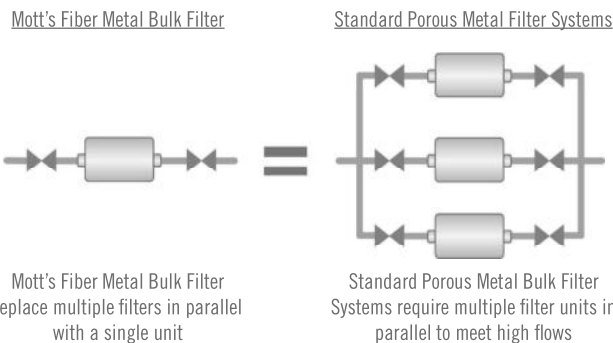 Mott's Fiber Metal Bulk Filter
Standard Porous Metal Filter Systems
Mott's Fiber Metal Bulk Filter
eplace multiple filters in parallel
with a single unit
Standard Porous Metal Bulk Filter
Systems require multiple filter units in
parallel to meet high flows